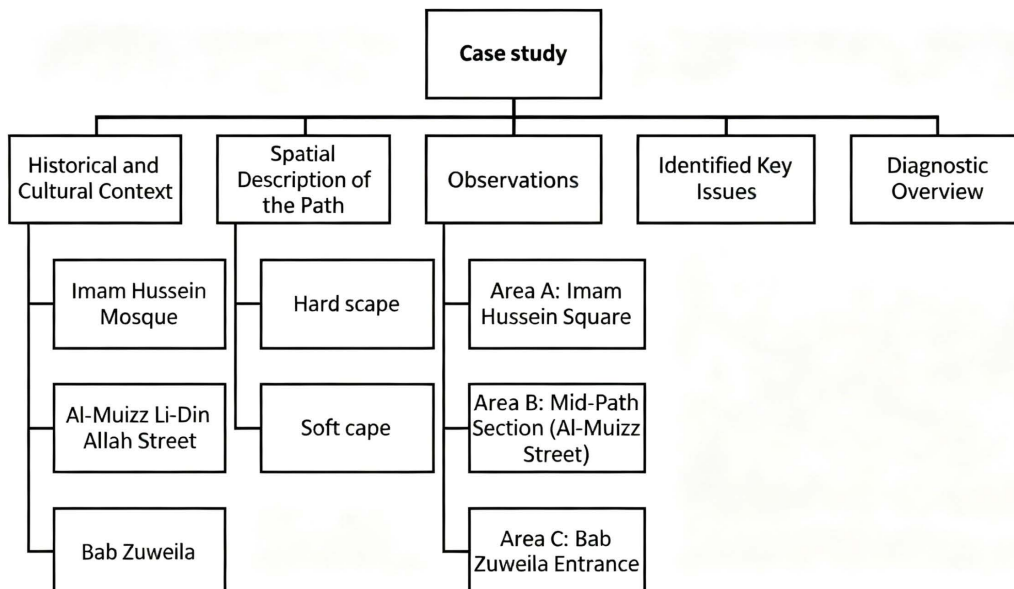 Case study
Historical and
Cultural Context
Spatial
Description of
the Path
Observations
Identified Key
Issues
Diagnostic
Overview
Imam Hussein
Mosque
Al-Muizz Li-Din
Allah Street
Bab Zuweila
Hard scape
Soft cape
Area A: Imam
Hussein Square
Area B: Mid-Path
Section (Al-Muizz
Street)
Area C: Bab
Zuweila Entrance